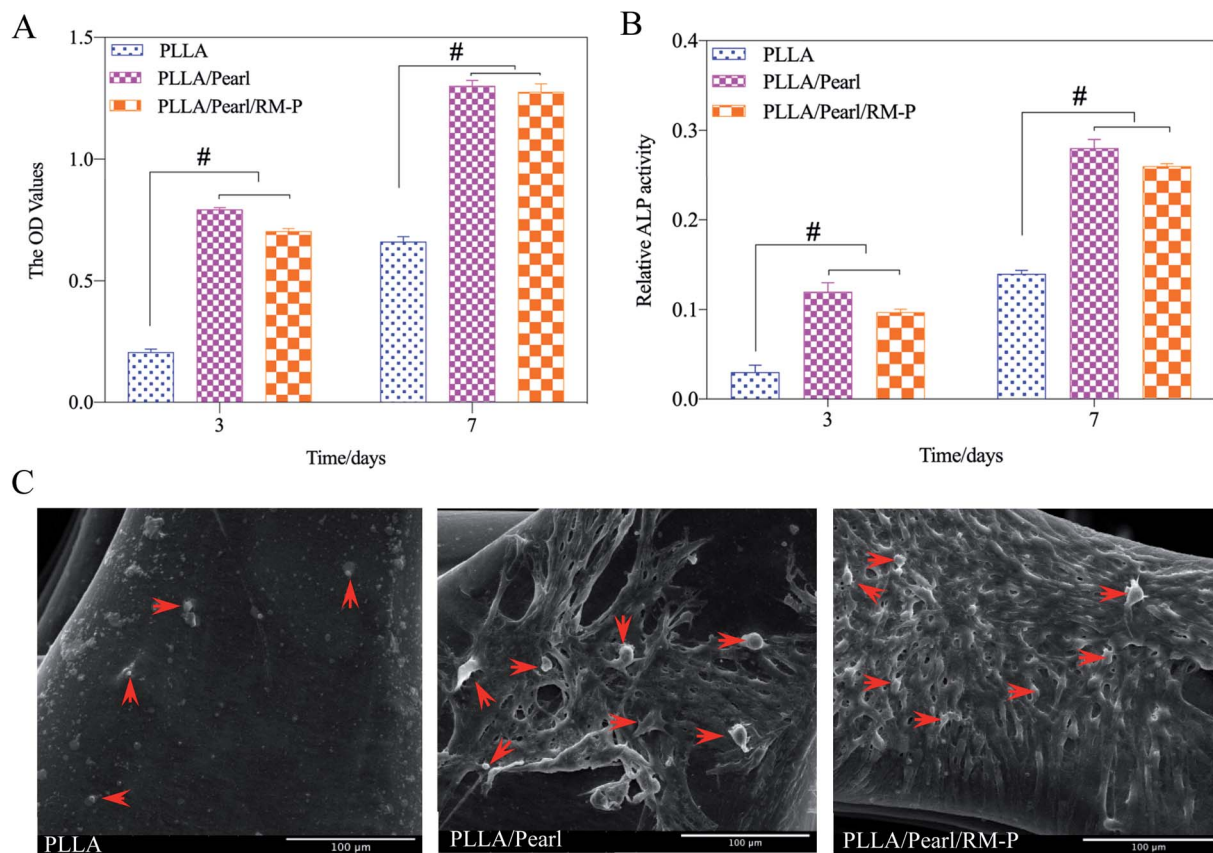 A
The OD Values
1.5
1.0
0.5
0.0
PLLA
PLLA/Pearl
PLLA/Pearl/RM-P
#
#
3
7
Time/days
B
Relative ALP activity
0.4
0.3
0.2
0.1
0.0
PLLA
PLLA/Pearl
PLLA/Pearl/RM-P
#
#
3
7
Time/days
C
PLLA
100 μm
PLLA/Pearl
100 μm
PLLA/Pearl/RM-P
100 μm